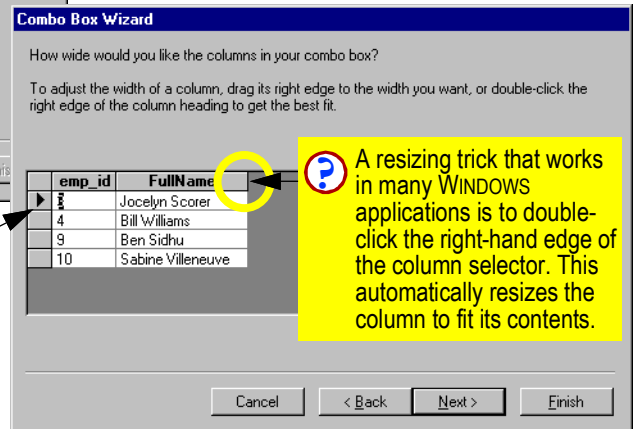 Combo Box Wizard
How wide would you like the columns in your combo box?
To adjust the width of a column, drag its right edge to the width you want, or double-click the
right edge of the column heading to get the best fit.
emp_id FullName
Jocelyn Scorer
4 Bill Williams
9 Ben Sidhu
10 Sabine Villeneuve
? A resizing trick that works
in many WINDOWS
applications is to double-
click the right-hand edge of
the column selector. This
automatically resizes the
column to fit its contents.
Cancel < Back Next > Finish